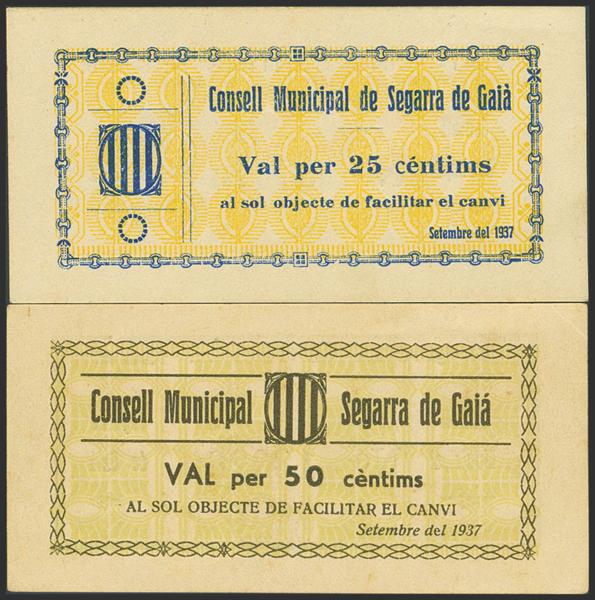 Consell Municipal de Segarra de Gaià
Val per 25 céntims
al sol objecte de facilitar el canvi
Setembre del 1937
Consell Municipal Segarra de Gaiá
VAL per 50 cèntims
AL SOL OBJECTE DE FACILITAR EL CANVI
Setembre del 1937